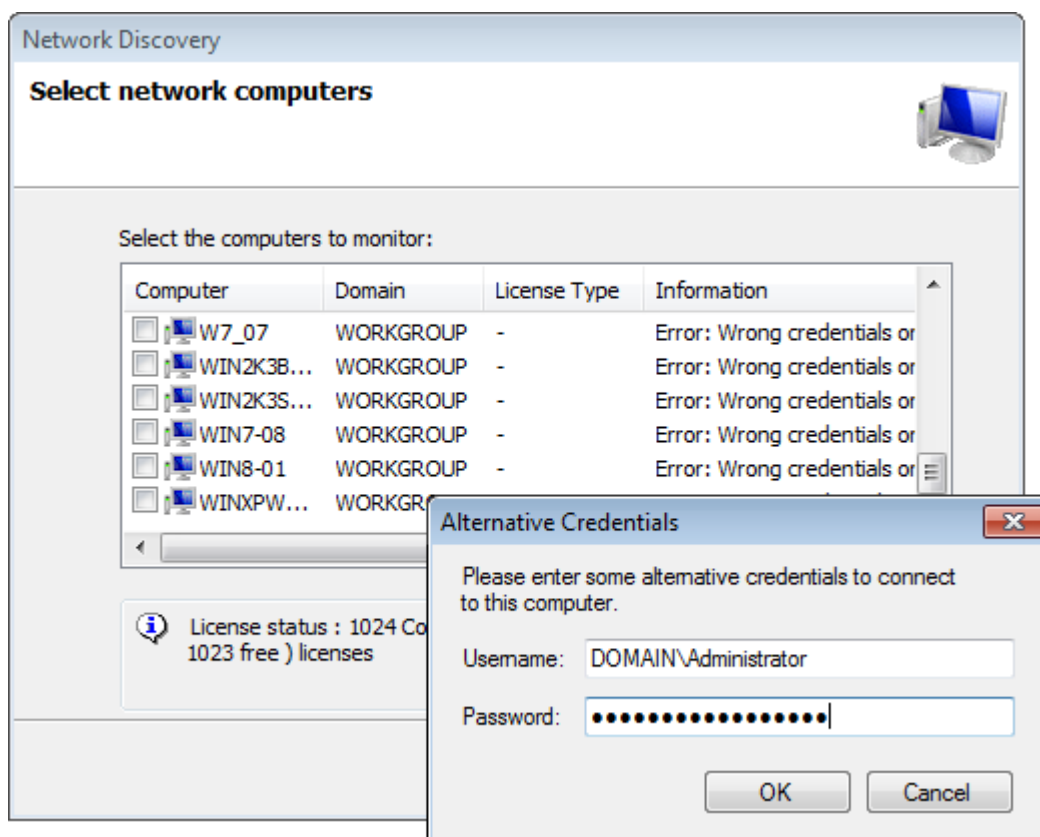 Network Discovery
Select network computers
Select the computers to monitor:
Computer Domain License Type Information
W7_07 WORKGROUP - Error: Wrong credentials or
WIN2K3B... WORKGROUP - Error: Wrong credentials or
WIN2K3S... WORKGROUP - Error: Wrong credentials or
WIN7-08 WORKGROUP - Error: Wrong credentials or
WIN8-01 WORKGROUP - Error: Wrong credentials or
WINXPW...
License status : 1024 Co
1023 free ) licenses
Alternative Credentials
Please enter some alternative credentials to connect
to this computer.
Username: DOMAIN\Administrator
Password: •••••••••••••••••
OK Cancel